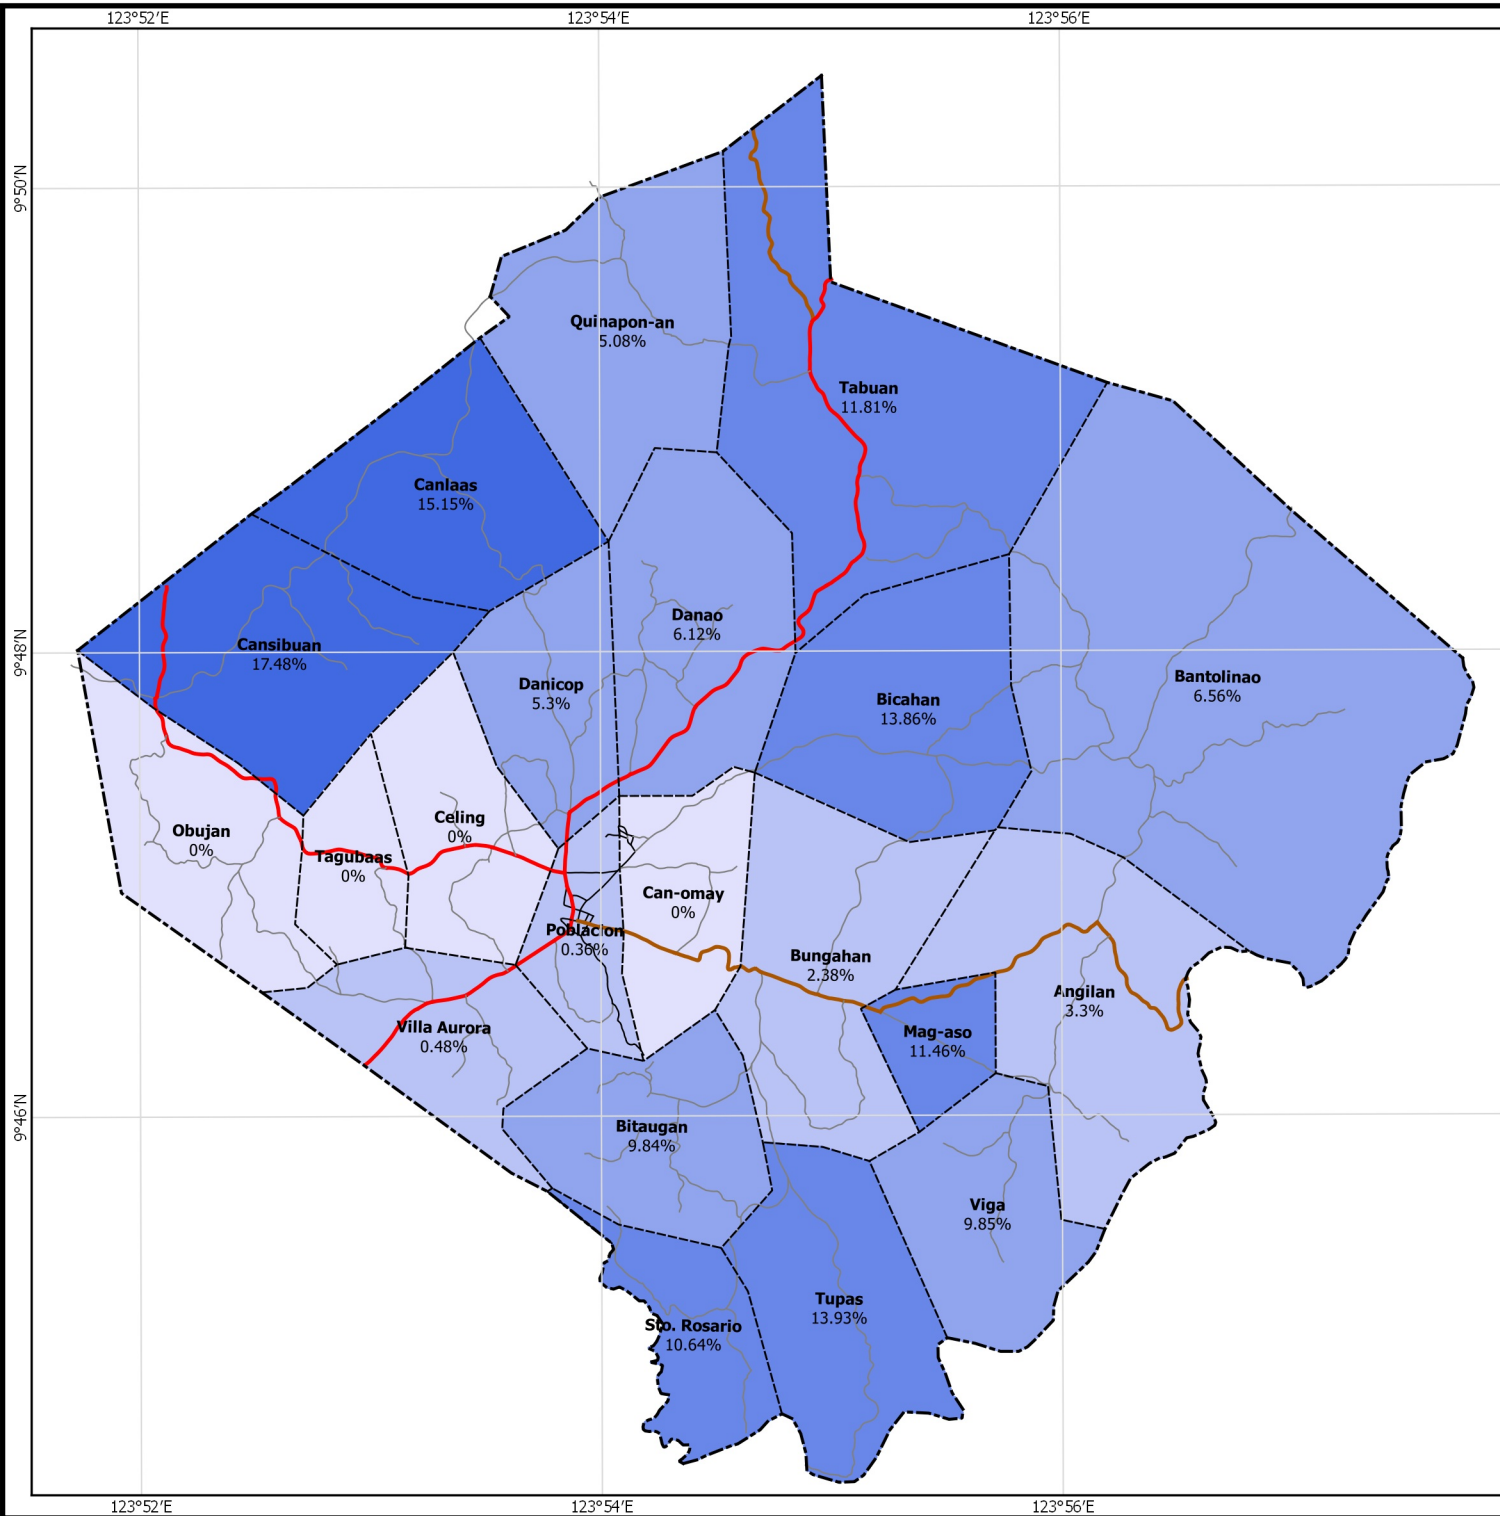 123°52'E
123°54'E
123°56'E
9°50'N
Quinapon-an
5.08%
Tabuan
11.81%
Canlaas
15.15%
Danao
6.12%
9°48'N
Cansibuan
17.48%
Danicop
5.3%
Bicahan
13.86%
Bantolinao
6.56%
Obujan
0%
Celing
0%
Tagubaas
0%
Can-omay
0%
Poblacion
0.36%
Bungahan
2.38%
Angilan
3.3%
Villa Aurora
0.48%
Mag-aso
11.46%
9°46'N
Bitaugan
9.84%
Viga
9.85%
Tupas
13.93%
Sto. Rosario
10.64%
123°52'E
123°54'E
123°56'E